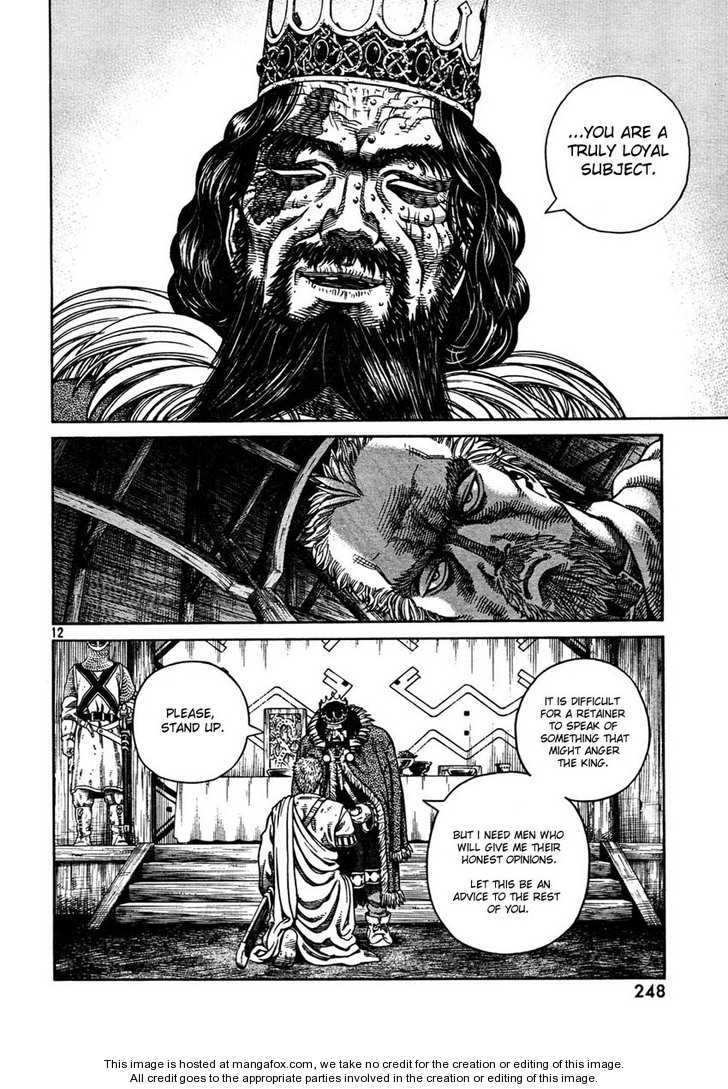 ...YOU ARE A
TRULY LOYAL
SUBJECT.
12
PLEASE,
STAND UP.
IT IS DIFFICULT
FOR A RETAINER
TO SPEAK OF
SOMETHING THAT
MIGHT ANGER
THE KING.
BUT I NEED MEN WHO
WILL GIVE ME THEIR
HONEST OPINIONS.
LET THIS BE AN
ADVICE TO THE REST
OF YOU.
248
This image is hosted at mangafox.com, we take no credit for the creation or editing of this image.
All credit goes to the appropriate parties involved in the creation or editing of this image.